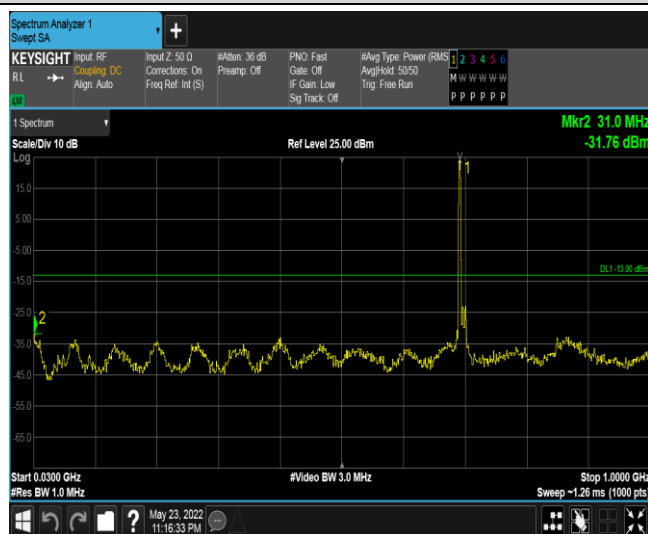 Spectrum Analyzer 1
Swept SA
+
KEYSIGHT
RL
LXI
Input: RF
Coupling: DC
Align: Auto
Input Z: 50 Ω
Corrections: On
Freq Ref: Int (S)
#Atten: 36 dB
Preamp: Off
PNO: Fast
Gate: Off
IF Gain: Low
Sig Track: Off
#Avg Type: Power (RMS
Avg|Hold: 50/50
Trig: Free Run
1 2 3 4 5 6
M W W W W W
P P P P P P
1 Spectrum
Mkr2 31.0 MHz
Scale/Div 10 dB
Ref Level 25.00 dBm
-31.76 dBm
Log
1
15.0
5.00
-5.00
DL1 -13.00 dBm
-15.0
-25.0
2
-35.0
-45.0
-55.0
-65.0
Start 0.0300 GHz
#Video BW 3.0 MHz
Stop 1.0000 GHz
#Res BW 1.0 MHz
Sweep ~1.26 ms (1000 pts)
?
May 23, 2022
11:16:33 PM